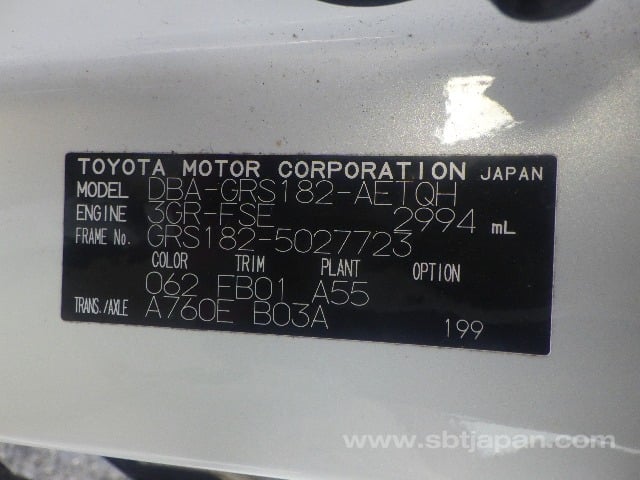 TOYOTA MOTOR CORPORATION JAPAN
MODEL DBA-GRS182-AETQH
ENGINE 3GR-FSE 2994 mL
FRAME No. GRS182-5027723
COLOR TRIM PLANT OPTION
062 FB01 A55
TRANS./AXLE A760E B03A
199
www.sbtjapan.com